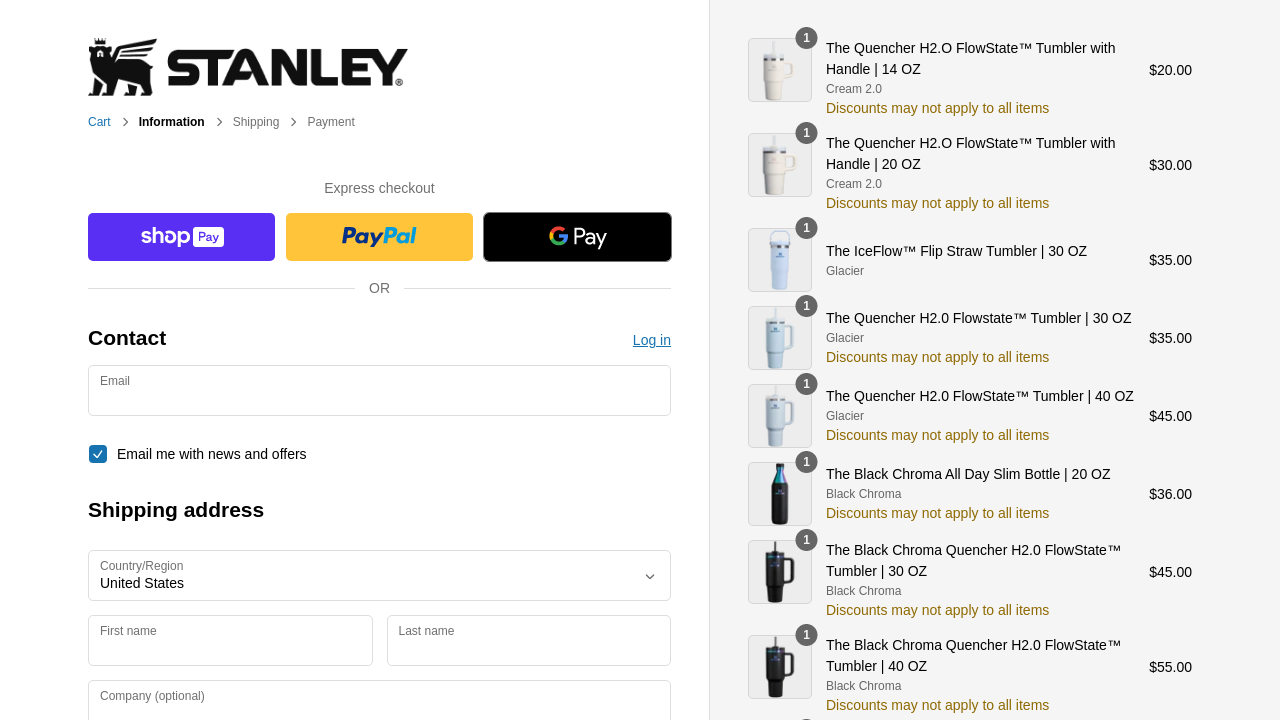 STANLEY®
Cart
Information
Shipping
Payment
Express checkout
shop Pay
PayPal
G Pay
OR
Contact
Log in
Email
Email me with news and offers
Shipping address
Country/Region
United States
First name
Last name
Company (optional)
1
The Quencher H2.O FlowState™ Tumbler with
Handle | 14 OZ
Cream 2.0
Discounts may not apply to all items
$20.00
1
The Quencher H2.O FlowState™ Tumbler with
Handle | 20 OZ
Cream 2.0
Discounts may not apply to all items
$30.00
1
The IceFlow™ Flip Straw Tumbler | 30 OZ
Glacier
$35.00
1
The Quencher H2.0 Flowstate™ Tumbler | 30 OZ
Glacier
Discounts may not apply to all items
$35.00
1
The Quencher H2.0 FlowState™ Tumbler | 40 OZ
Glacier
Discounts may not apply to all items
$45.00
1
The Black Chroma All Day Slim Bottle | 20 OZ
Black Chroma
Discounts may not apply to all items
$36.00
1
The Black Chroma Quencher H2.0 FlowState™
Tumbler | 30 OZ
Black Chroma
Discounts may not apply to all items
$45.00
1
The Black Chroma Quencher H2.0 FlowState™
Tumbler | 40 OZ
Black Chroma
Discounts may not apply to all items
$55.00